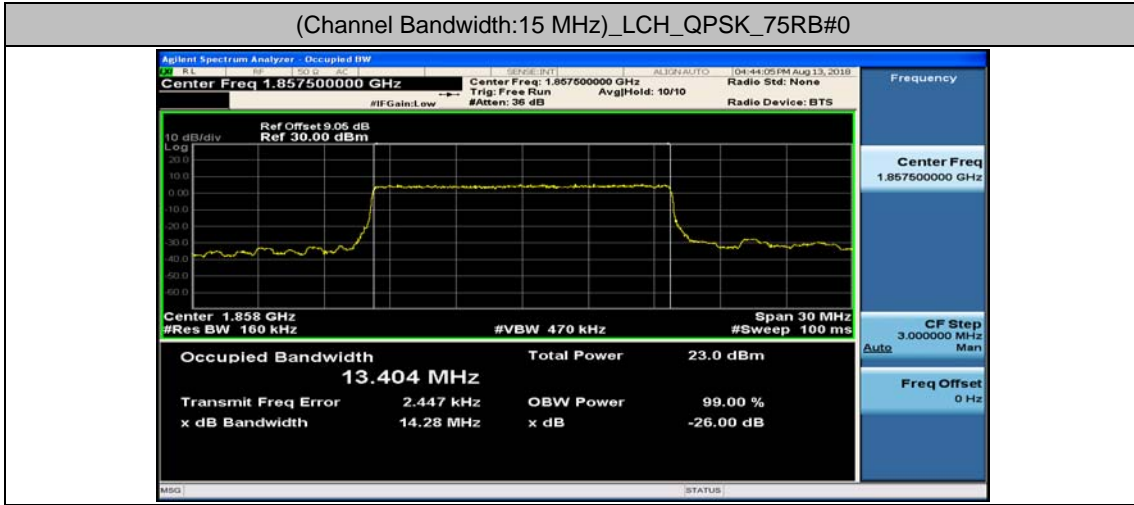 (Channel Bandwidth:15 MHz)_LCH_QPSK_75RB#0
Agilent Spectrum Analyzer - Occupied BW
RL RF 50 Ω AC SENSE:INT ALIGN AUTO 04:44:05 PM Aug 13, 2018
Center Freq 1.857500000 GHz
Center Freq: 1.857500000 GHz Radio Std: None
Trig: Free Run Avg|Hold: 10/10
#IFGain:Low #Atten: 36 dB Radio Device: BTS
Ref Offset 9.05 dB
10 dB/div Ref 30.00 dBm
Log
20.0
10.0
0.00
-10.0
-20.0
-30.0
-40.0
-50.0
-60.0
Center 1.858 GHz Span 30 MHz
#Res BW 160 kHz #VBW 470 kHz #Sweep 100 ms
Occupied Bandwidth Total Power 23.0 dBm
13.404 MHz
Transmit Freq Error 2.447 kHz OBW Power 99.00 %
x dB Bandwidth 14.28 MHz x dB -26.00 dB
MSG STATUS
Frequency
Center Freq
1.857500000 GHz
CF Step
3.000000 MHz
Auto Man
Freq Offset
0 Hz